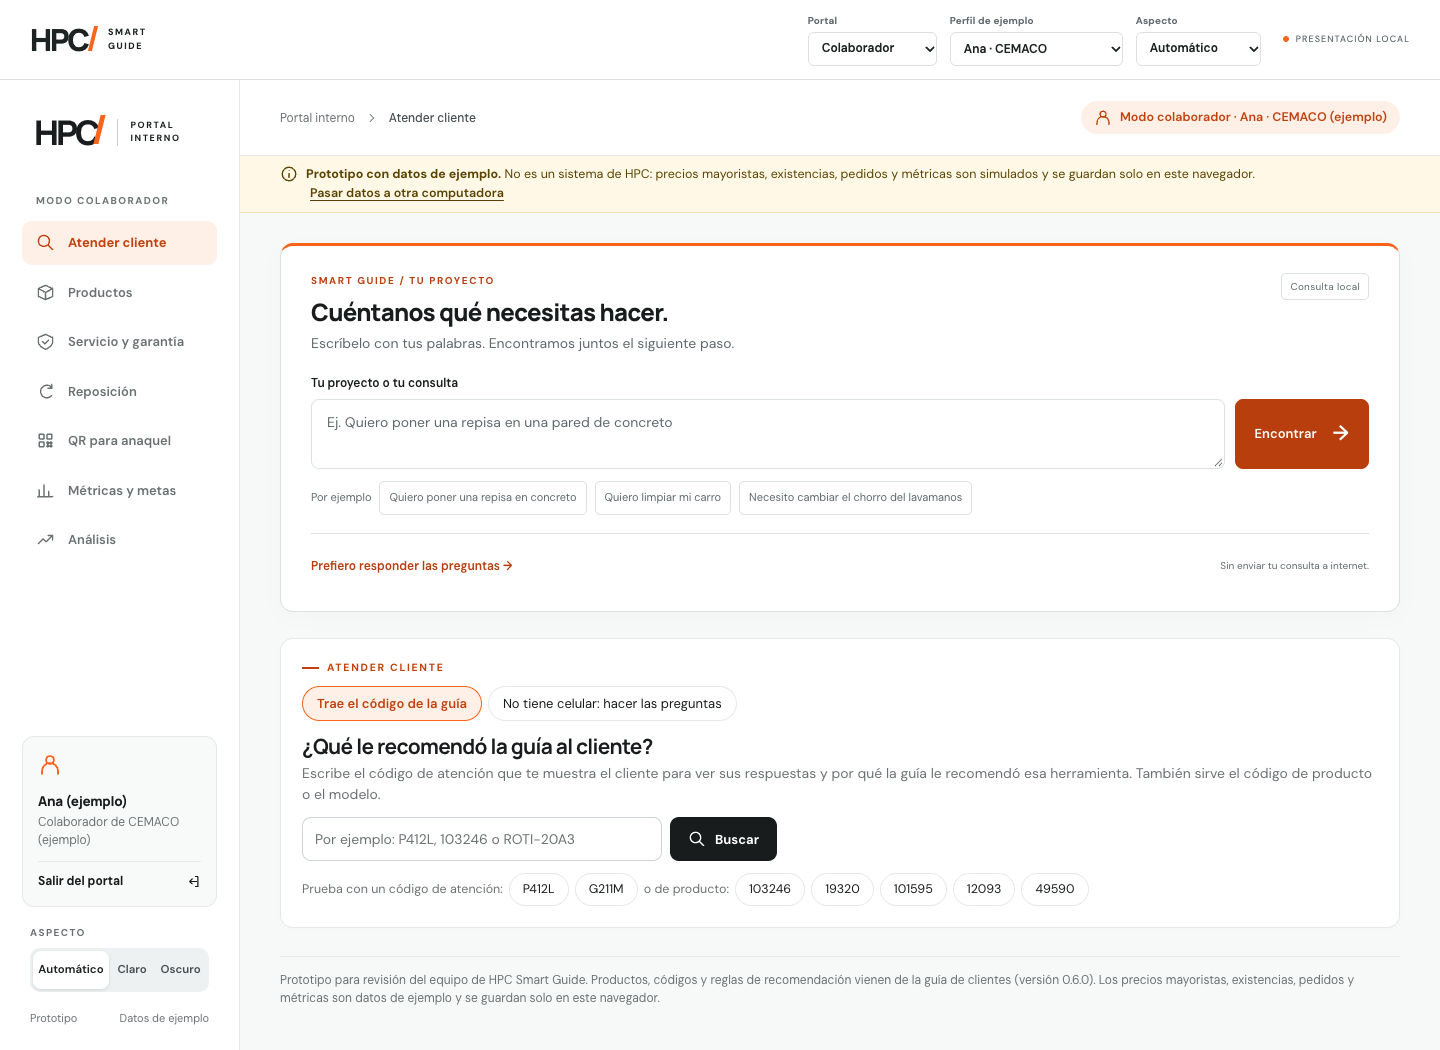 HPC/ SMART GUIDE
Portal
Colaborador
Perfil de ejemplo
Ana · CEMACO
Aspecto
Automático
PRESENTACIÓN LOCAL
HPC/ PORTAL INTERNO
MODO COLABORADOR
Atender cliente
Productos
Servicio y garantía
Reposición
QR para anaquel
Métricas y metas
Análisis
Ana (ejemplo)
Colaborador de CEMACO
(ejemplo)
Salir del portal
ASPECTO
Automático Claro Oscuro
Prototipo Datos de ejemplo
Portal interno > Atender cliente
Modo colaborador · Ana · CEMACO (ejemplo)
Prototipo con datos de ejemplo. No es un sistema de HPC: precios mayoristas, existencias, pedidos y métricas son simulados y se guardan solo en este navegador.
Pasar datos a otra computadora
SMART GUIDE / TU PROYECTO
Consulta local
Cuéntanos qué necesitas hacer.
Escríbelo con tus palabras. Encontramos juntos el siguiente paso.
Tu proyecto o tu consulta
Ej. Quiero poner una repisa en una pared de concreto
Encontrar →
Por ejemplo Quiero poner una repisa en concreto Quiero limpiar mi carro Necesito cambiar el chorro del lavamanos
Prefiero responder las preguntas →
Sin enviar tu consulta a internet.
ATENDER CLIENTE
Trae el código de la guía No tiene celular: hacer las preguntas
¿Qué le recomendó la guía al cliente?
Escribe el código de atención que te muestra el cliente para ver sus respuestas y por qué la guía le recomendó esa herramienta. También sirve el código de producto
o el modelo.
Por ejemplo: P412L, 103246 o ROTI-20A3
Buscar
Prueba con un código de atención: P412L G211M o de producto: 103246 19320 101595 12093 49590
Prototipo para revisión del equipo de HPC Smart Guide. Productos, códigos y reglas de recomendación vienen de la guía de clientes (versión 0.6.0). Los precios mayoristas, existencias, pedidos y
métricas son datos de ejemplo y se guardan solo en este navegador.